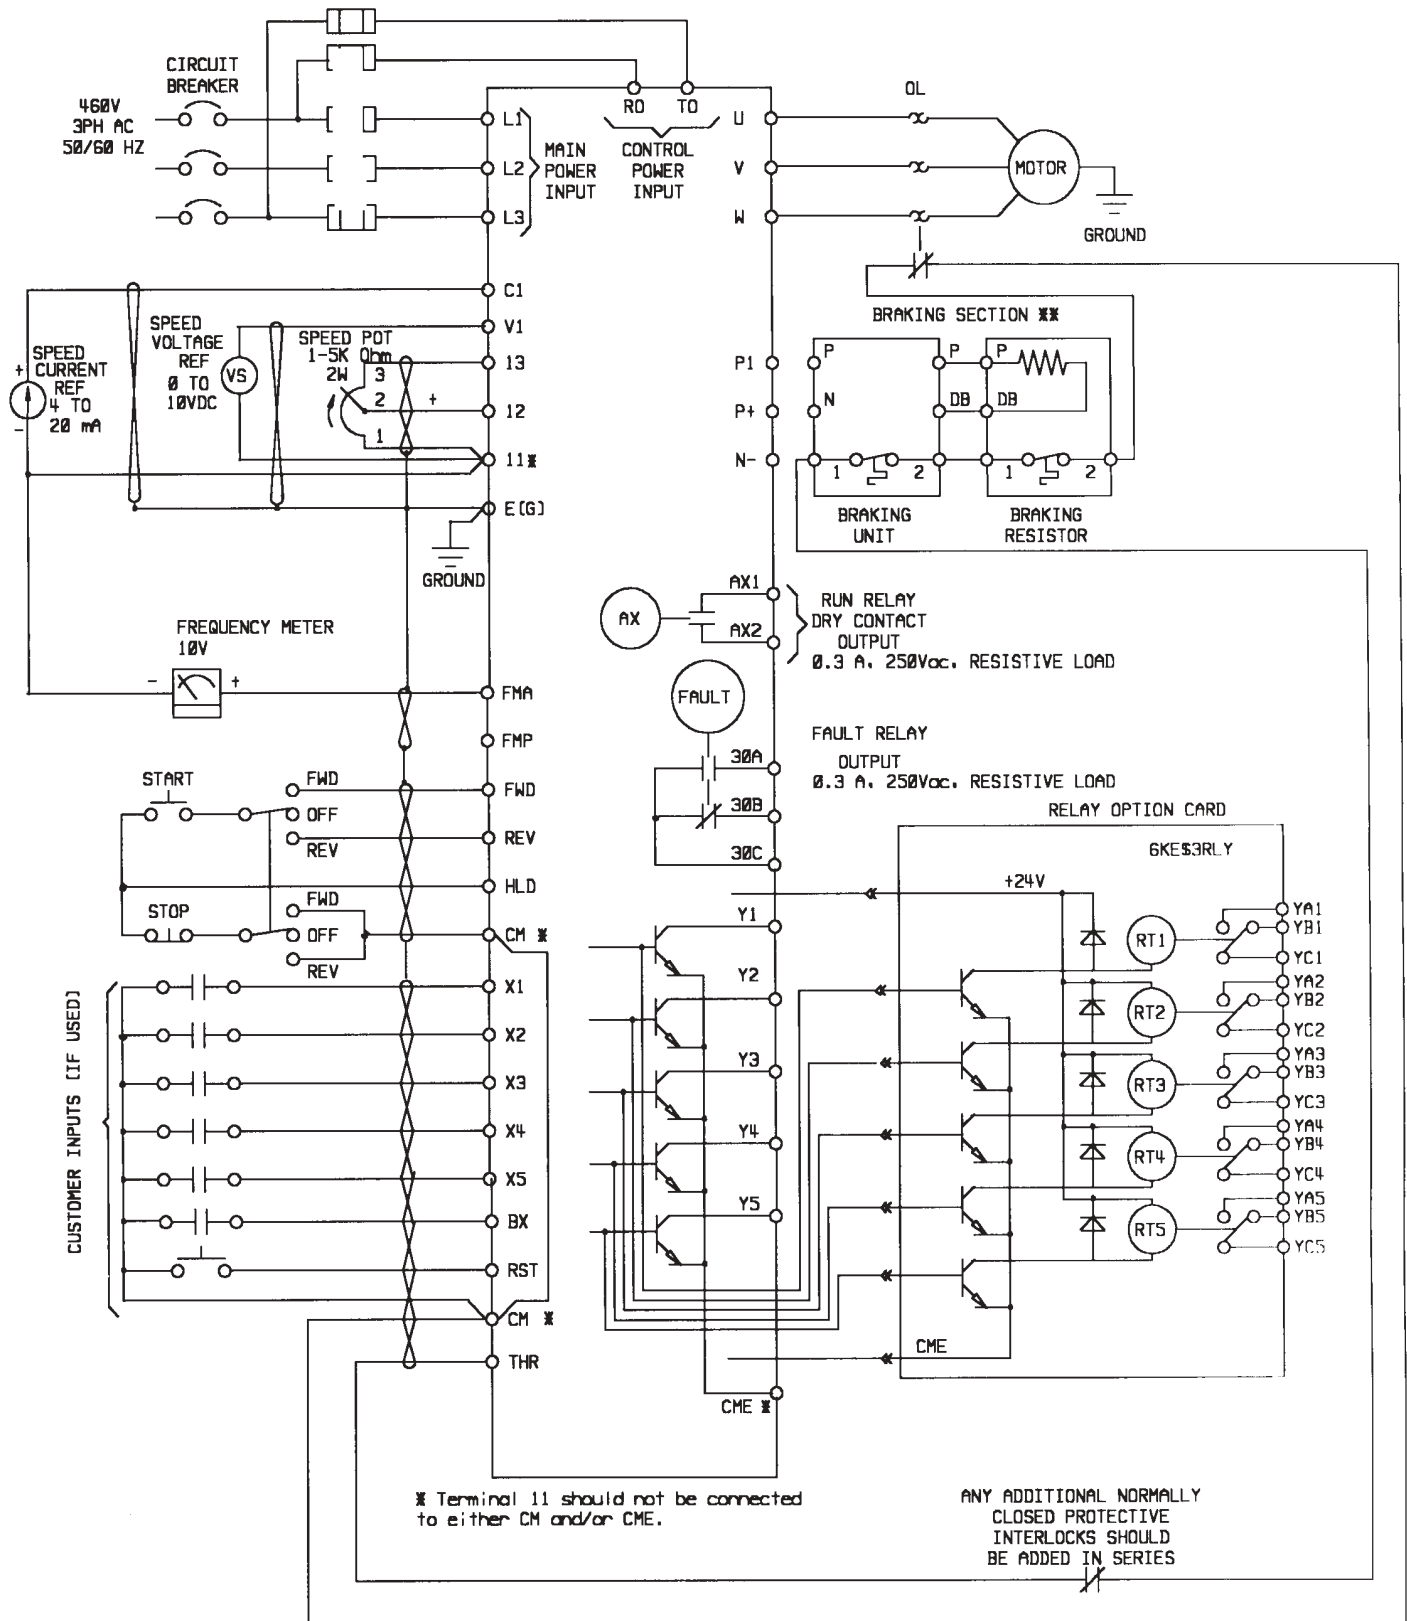 CIRCUIT
BREAKER
460V
3PH AC
50/60 HZ
L1
L2
L3
MAIN
POWER
INPUT
RO
TO
CONTROL
POWER
INPUT
U
V
W
OL
MOTOR
GROUND
C1
V1
13
12
11*
E(G)
GROUND
SPEED
CURRENT
REF
4 TO
20 mA
+
-
SPEED
VOLTAGE
REF
0 TO
10VDC
VS
SPEED POT
1-5K Ohm
2W
3
2
1
+
P1
P+
N-
BRAKING SECTION **
P
N
P
DB
P
DB
1
2
1
2
BRAKING
UNIT
BRAKING
RESISTOR
AX
AX1
AX2
RUN RELAY
DRY CONTACT
OUTPUT
0.3 A. 250Vac. RESISTIVE LOAD
FREQUENCY METER
10V
-
+
FMA
FMP
FAULT
30A
30B
30C
FAULT RELAY
OUTPUT
0.3 A. 250Vac. RESISTIVE LOAD
START
FWD
OFF
REV
STOP
FWD
OFF
REV
FWD
REV
HLD
CM *
X1
X2
X3
X4
X5
BX
RST
CM *
THR
CUSTOMER INPUTS (IF USED)
Y1
Y2
Y3
Y4
Y5
CME *
RELAY OPTION CARD
6KE$3RLY
+24V
RT1
RT2
RT3
RT4
RT5
YA1
YB1
YC1
YA2
YB2
YC2
YA3
YB3
YC3
YA4
YB4
YC4
YA5
YB5
YC5
CME
* Terminal 11 should not be connected
to either CM and/or CME.
ANY ADDITIONAL NORMALLY
CLOSED PROTECTIVE
INTERLOCKS SHOULD
BE ADDED IN SERIES